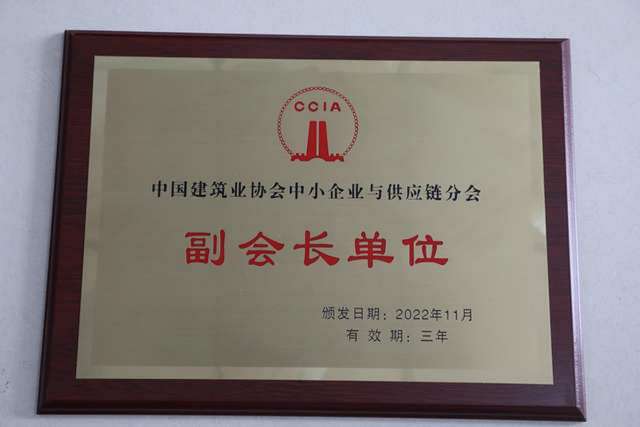 CCIA
中国建筑业协会中小企业与供应链分会
副会长单位
颁发日期：2022年11月
有 效 期：三年